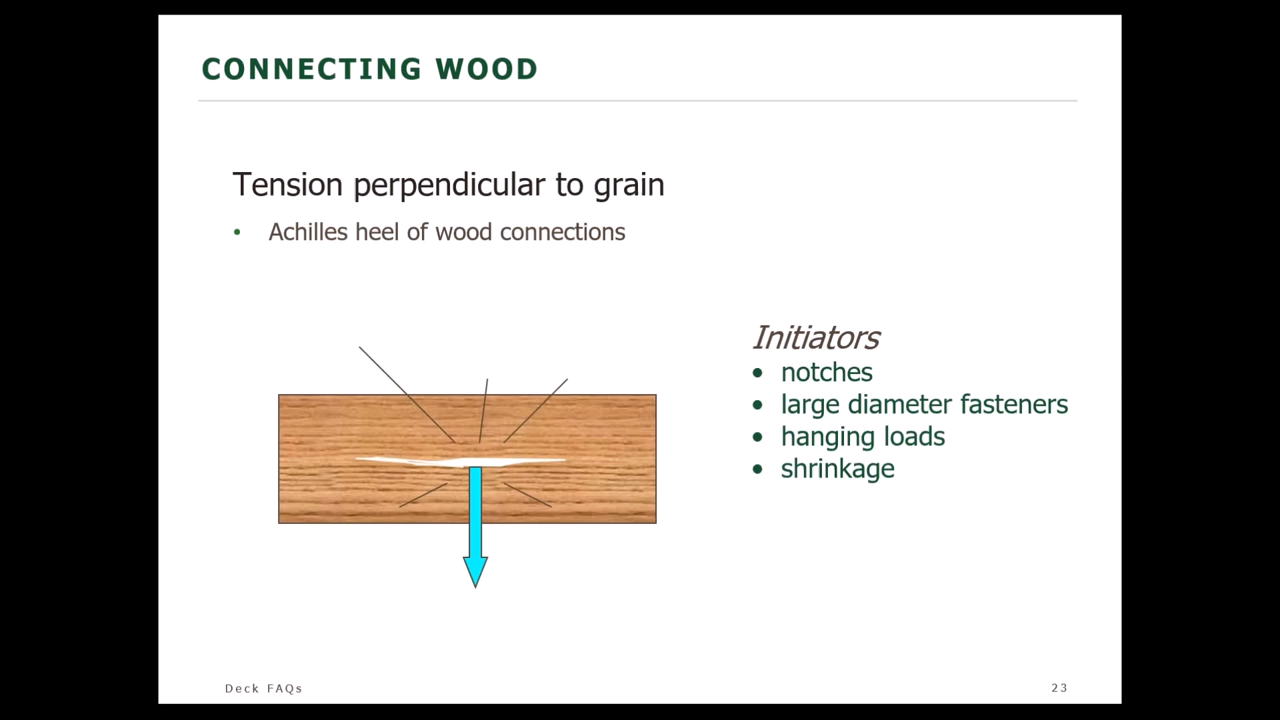 CONNECTING WOOD
Tension perpendicular to grain
• Achilles heel of wood connections
Initiators
• notches
• large diameter fasteners
• hanging loads
• shrinkage
Deck FAQs
23